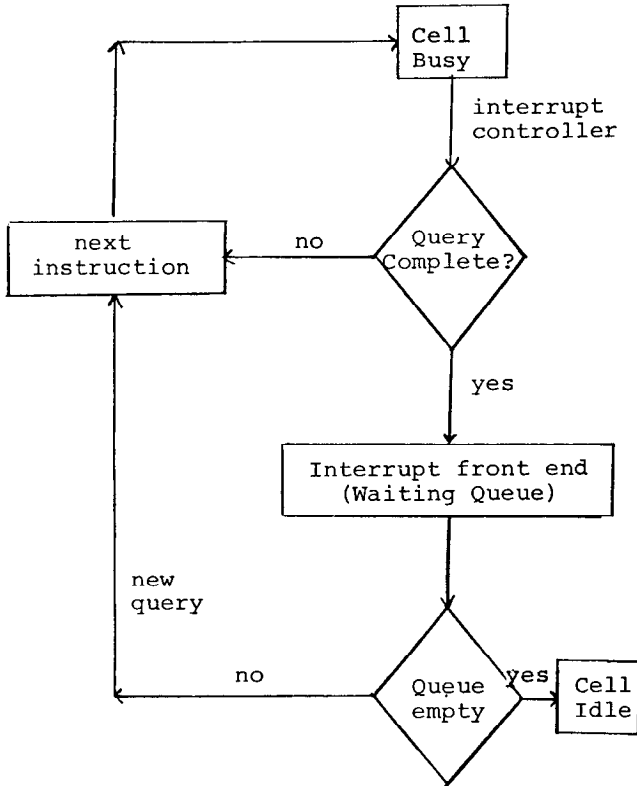 Cell
Busy
interrupt
controller
Query
Complete?
no
next
instruction
yes
Interrupt front end
(Waiting Queue)
new
query
no
Queue
empty
yes
Cell
Idle